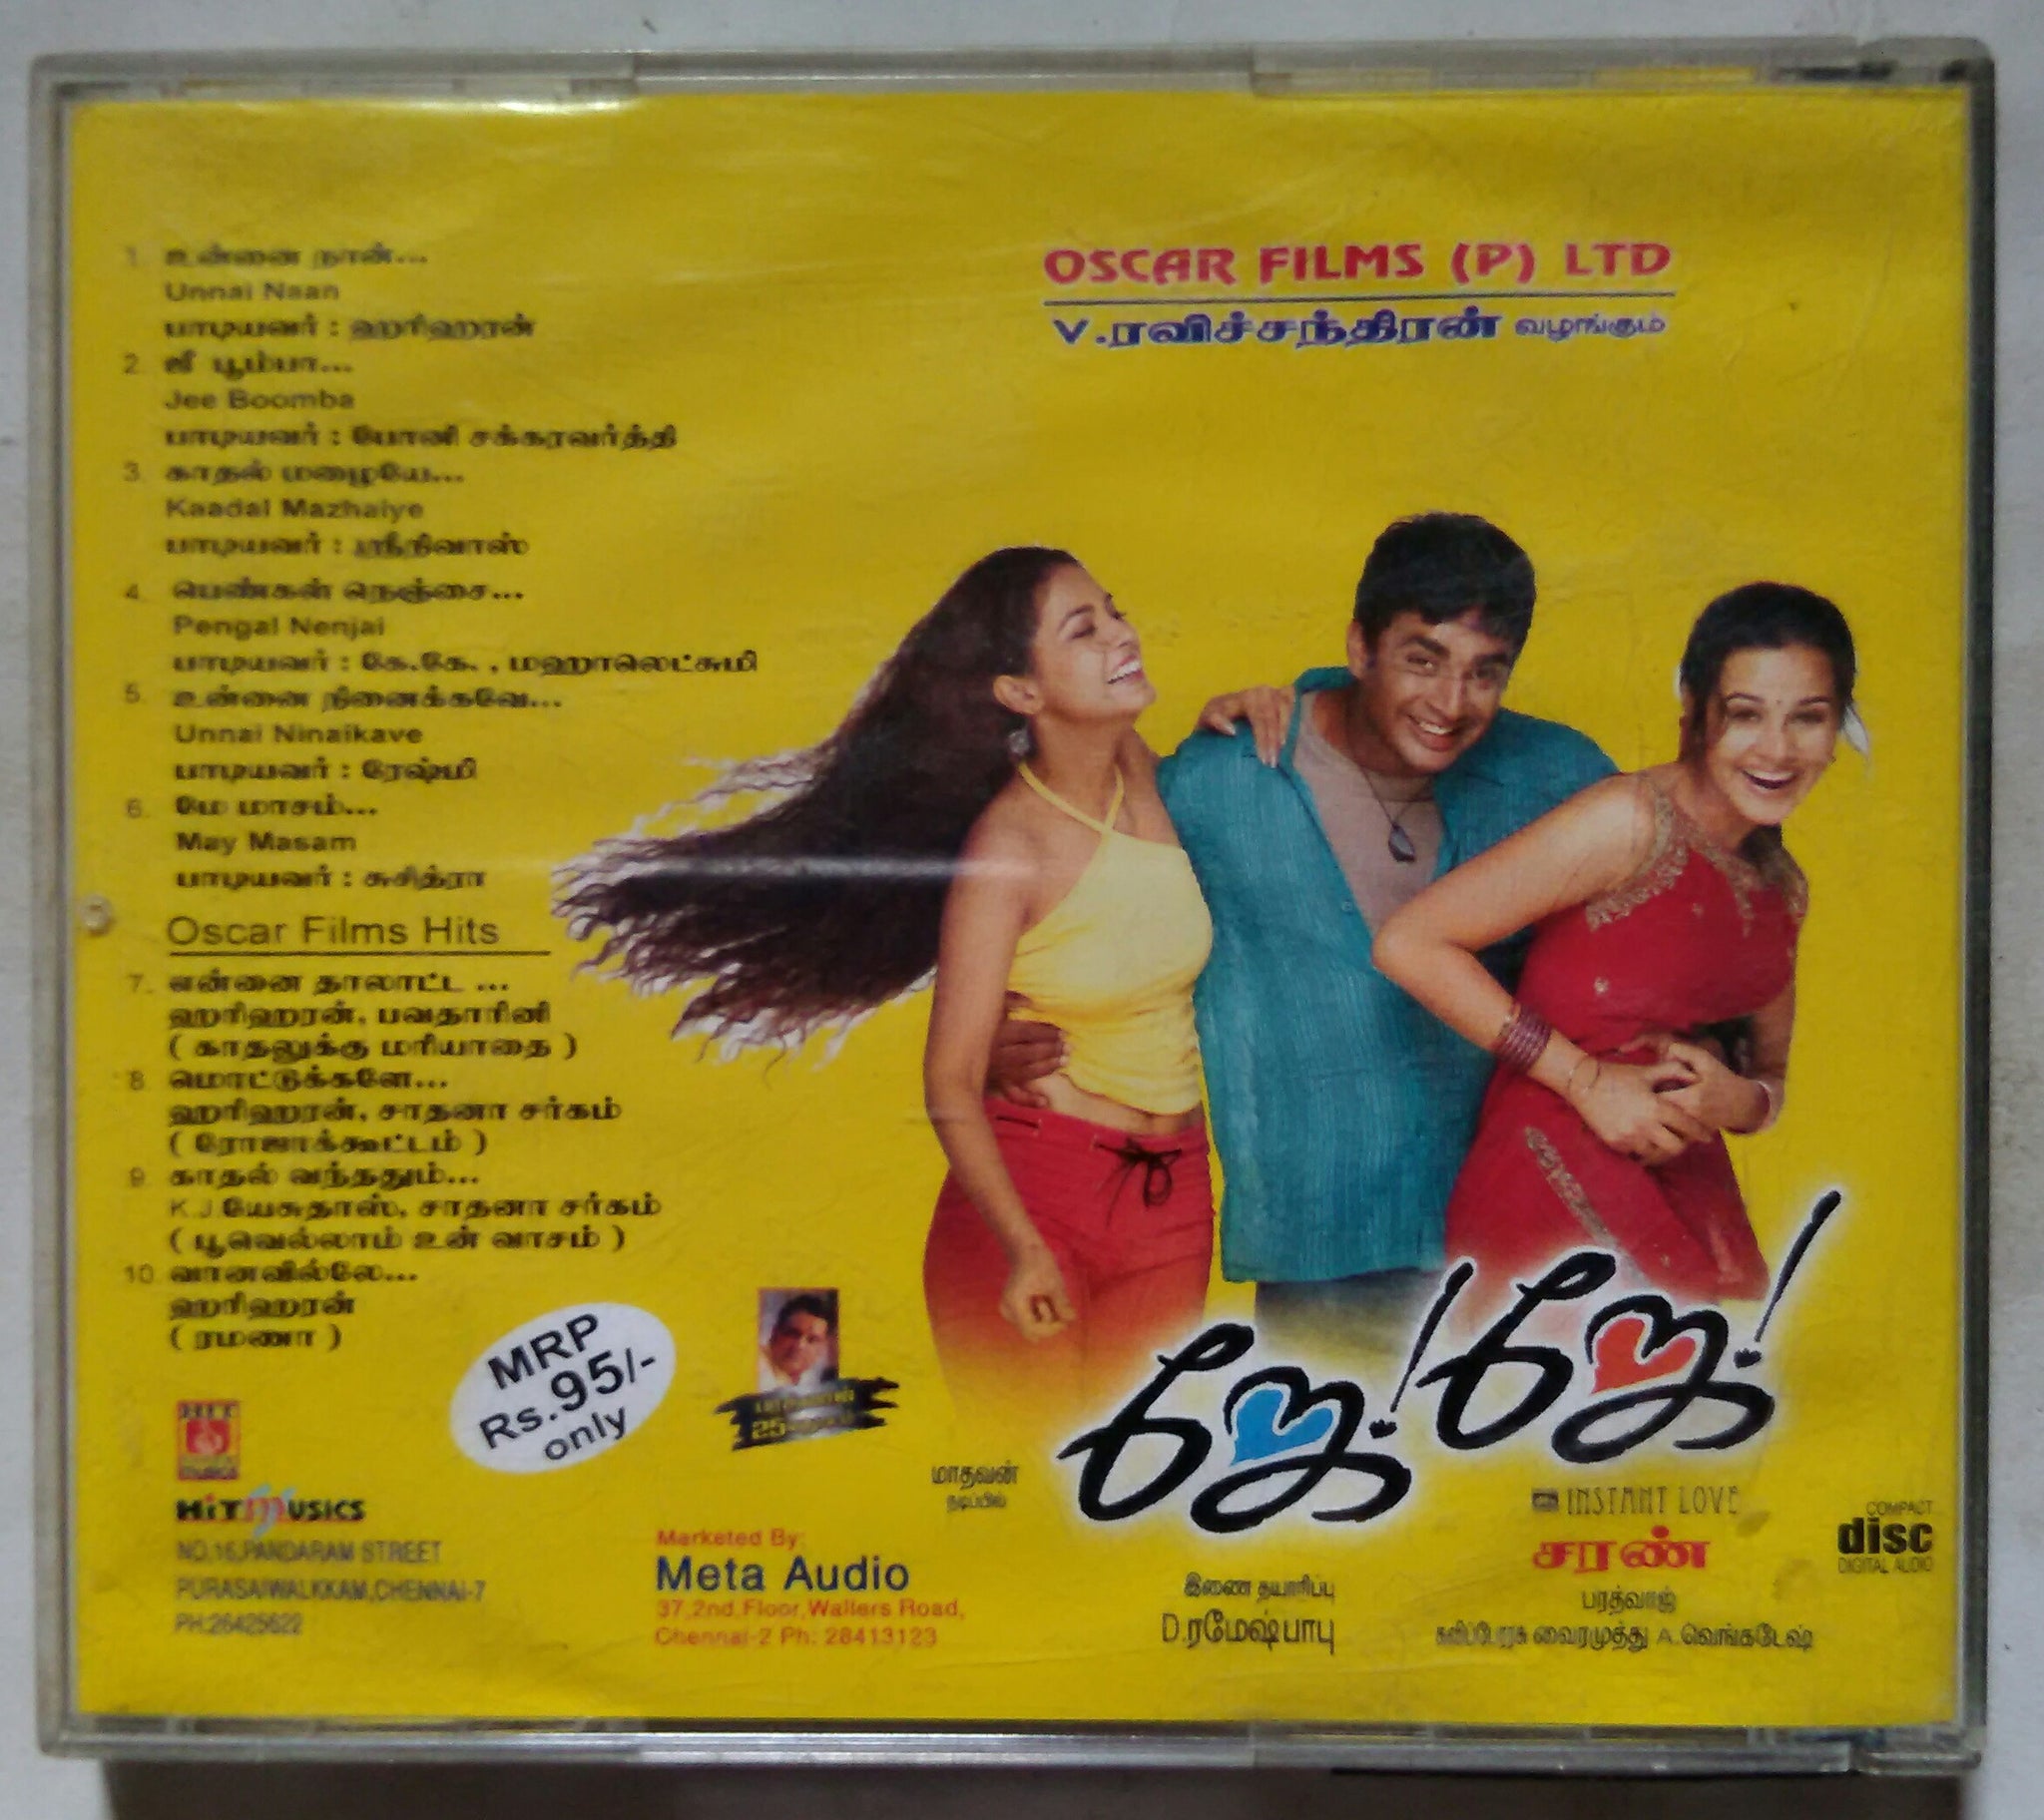 1. உன்னை நான்...
Unnai Naan
பாடியவர் : ஹரிஹரன்
2. ஜீ பூம்பா...
Jee Boomba
பாடியவர் : போனி சக்கரவர்த்தி
3. காதல் மழையே...
Kaadal Mazhaiye
பாடியவர் : ஸ்ரீநிவாஸ்
4. பெண்கள் நெஞ்சை...
Pengal Nenjai
பாடியவர் : கே.கே. , மஹாலெட்சுமி
5. உன்னை நினைக்கவே...
Unnai Ninaikave
பாடியவர் : ரேஷ்மி
6. மே மாசம்...
May Masam
பாடியவர் : சுசித்ரா
Oscar Films Hits
7. என்னை தாலாட்ட ...
ஹரிஹரன், பவதாரினி
( காதலுக்கு மரியாதை )
8. மொட்டுக்களே...
ஹரிஹரன், சாதனா சர்கம்
( ரோஜாக்கூட்டம் )
9. காதல் வந்ததும்...
K.J.யேசுதாஸ், சாதனா சர்கம்
( பூவெல்லாம் உன் வாசம் )
10. வானவில்லே...
ஹரிஹரன்
( ரமணா )
OSCAR FILMS (P) LTD
V.ரவிச்சந்திரன் வழங்கும்
MRP
Rs.95/-
only
25
HIT
MUSICS
HiT MUSICS
NO.16,PANDARAM STREET
PURASAIWALKKAM,CHENNAI-7
PH:26425622
Marketed By:
Meta Audio
37,2nd,Floor,Wallers Road,
Chennai-2 Ph: 28413123
மாதவன்
நடிப்பில்
ஜே! ஜே!
INSTANT LOVE
சரண்
இணை தயாரிப்பு
D.ரமேஷ்பாபு
பரத்வாஜ்
கவிப்பேரரசு வைரமுத்து A.வெங்கடேஷ்
COMPACT
disc
DIGITAL AUDIO